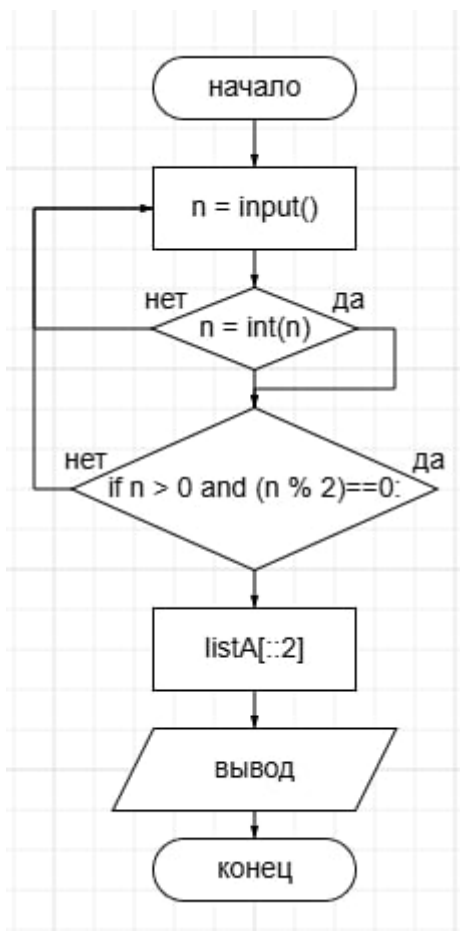 начало
n = input()
нет
да
n = int(n)
нет
да
if n > 0 and (n % 2)==0:
listA[::2]
вывод
конец